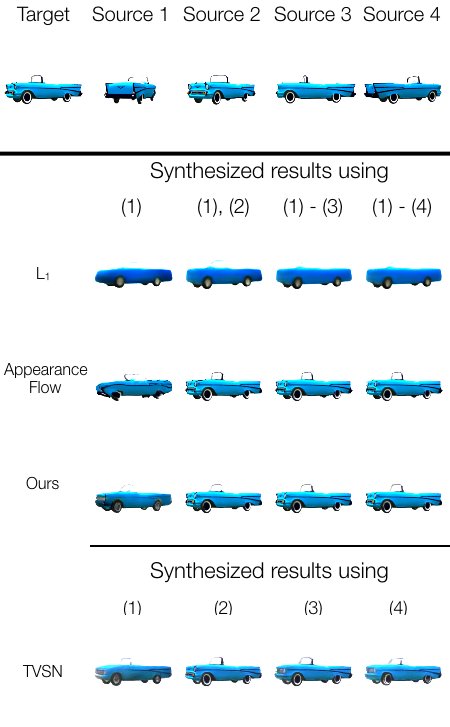 Target Source 1 Source 2 Source 3 Source 4
Synthesized results using
(1) (1), (2) (1) - (3) (1) - (4)
L₁
Appearance
Flow
Ours
Synthesized results using
(1) (2) (3) (4)
TVSN